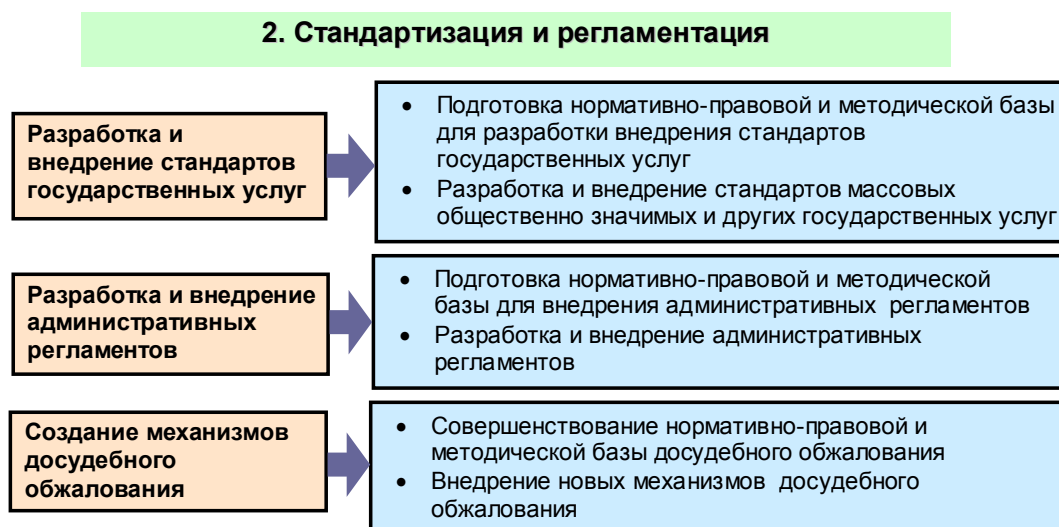 2. Стандартизация и регламентация
Разработка и
внедрение стандартов
государственных услуг
• Подготовка нормативно-правовой и методической базы
для разработки внедрения стандартов
государственных услуг
• Разработка и внедрение стандартов массовых
общественно значимых и других государственных услуг
Разработка и внедрение
административных
регламентов
• Подготовка нормативно-правовой и методической
базы для внедрения административных регламентов
• Разработка и внедрение административных
регламентов
Создание механизмов
досудебного
обжалования
• Совершенствование нормативно-правовой и
методической базы досудебного обжалования
• Внедрение новых механизмов досудебного
обжалования